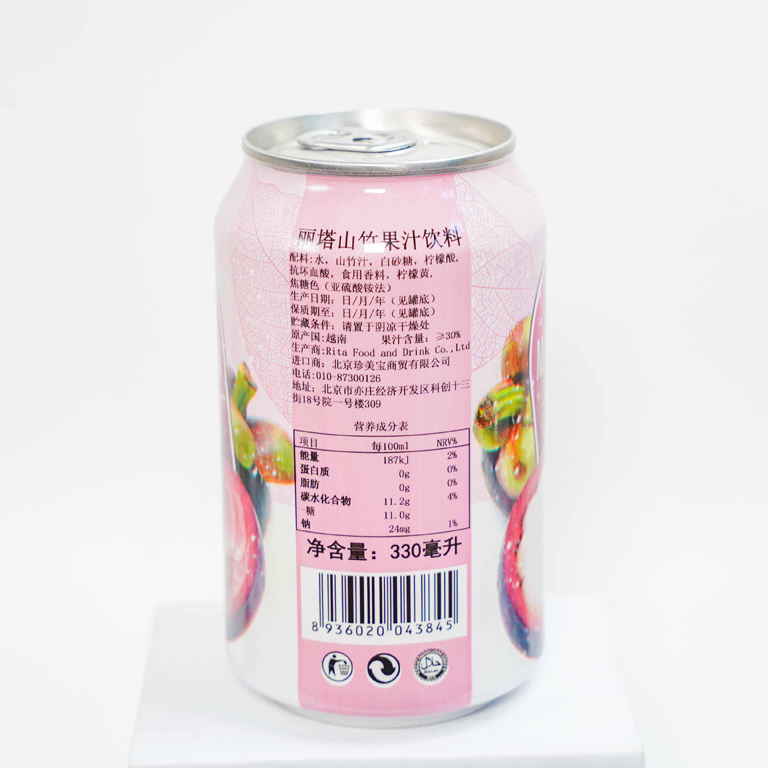 丽塔山竹果汁饮料
配料:水，山竹汁，白砂糖，柠檬酸，
抗坏血酸，食用香料，柠檬黄，
焦糖色（亚硫酸铵法）
生产日期：日/月/年（见罐底）
保质期至：日/月/年（见罐底）
贮藏条件：请置于阴凉干燥处
原产国:越南 果汁含量：≥30%
生产商:Rita Food and Drink Co.,Ltd
进口商：北京珍美宝商贸有限公司
电话:010-87300126
地址：北京市亦庄经济开发区科创十三
街18号院一号楼309
营养成分表
项目 每100ml NRV%
能量 187kJ 2%
蛋白质 0g 0%
脂肪 0g 0%
碳水化合物 11.2g 4%
-糖 11.0g
钠 24mg 1%
净含量：330毫升
8 936020 043845